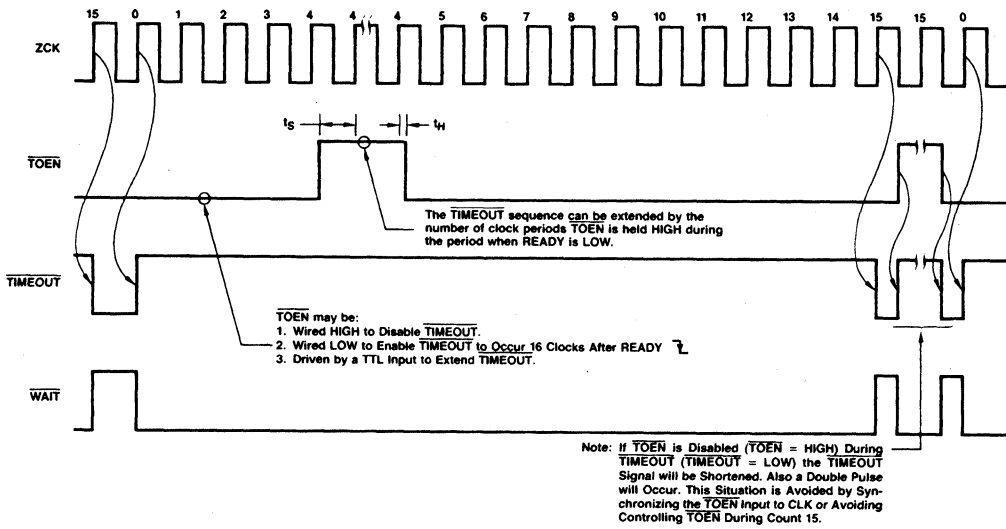 15 0 1 2 3 4 4 4 5 6 7 8 9 10 11 12 13 14 15 15 0
ZCK
tS tH
TOEN
The TIMEOUT sequence can be extended by the
number of clock periods TOEN is held HIGH during
the period when READY is LOW.
TIMEOUT
TOEN may be:
1. Wired HIGH to Disable TIMEOUT.
2. Wired LOW to Enable TIMEOUT to Occur 16 Clocks After READY
3. Driven by a TTL Input to Extend TIMEOUT.
WAIT
Note: If TOEN is Disabled (TOEN = HIGH) During
TIMEOUT (TIMEOUT = LOW) the TIMEOUT
Signal will be Shortened. Also a Double Pulse
will Occur. This Situation is Avoided by Syn-
chronizing the TOEN Input to CLK or Avoiding
Controlling TOEN During Count 15.